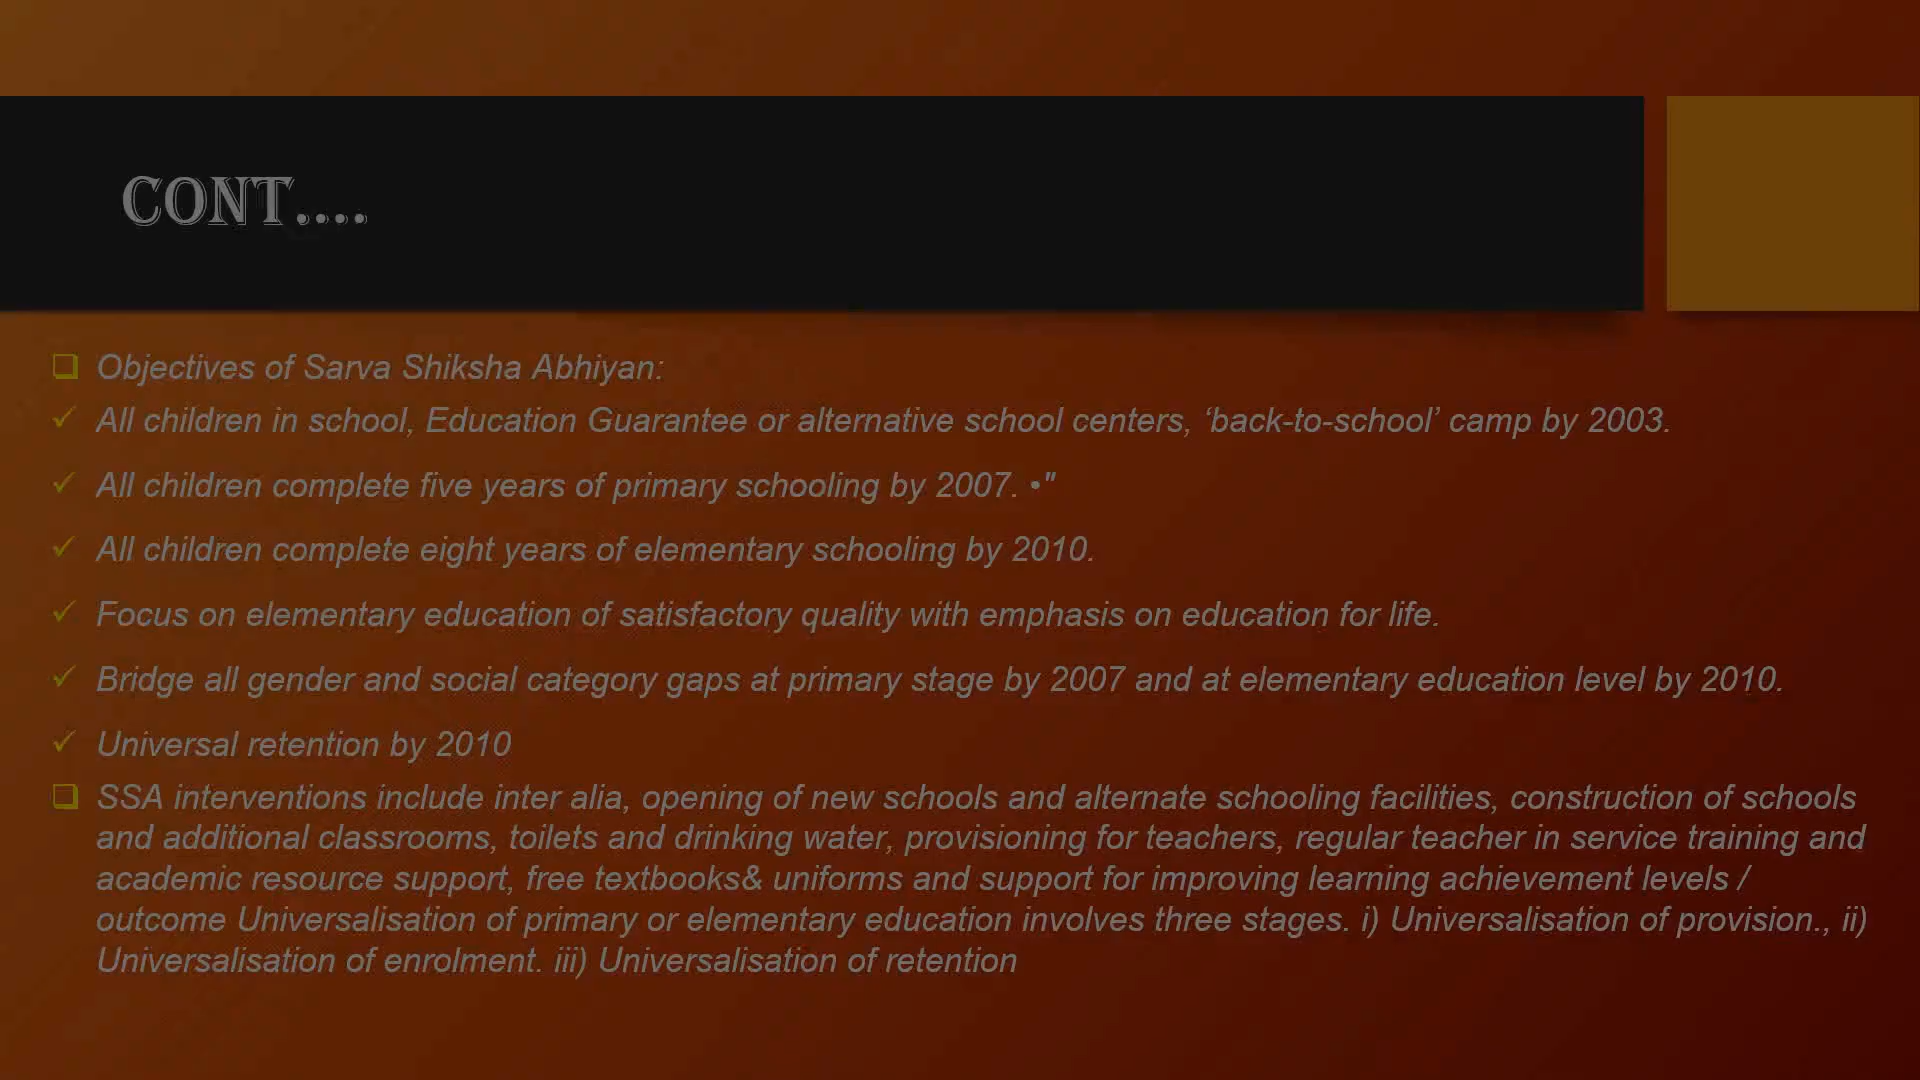 CONT....
❑ Objectives of Sarva Shiksha Abhiyan:
✓ All children in school, Education Guarantee or alternative school centers, ‘back-to-school’ camp by 2003.
✓ All children complete five years of primary schooling by 2007. •"
✓ All children complete eight years of elementary schooling by 2010.
✓ Focus on elementary education of satisfactory quality with emphasis on education for life.
✓ Bridge all gender and social category gaps at primary stage by 2007 and at elementary education level by 2010.
✓ Universal retention by 2010
❑ SSA interventions include inter alia, opening of new schools and alternate schooling facilities, construction of schools
and additional classrooms, toilets and drinking water, provisioning for teachers, regular teacher in service training and
academic resource support, free textbooks& uniforms and support for improving learning achievement levels /
outcome Universalisation of primary or elementary education involves three stages. i) Universalisation of provision., ii)
Universalisation of enrolment. iii) Universalisation of retention